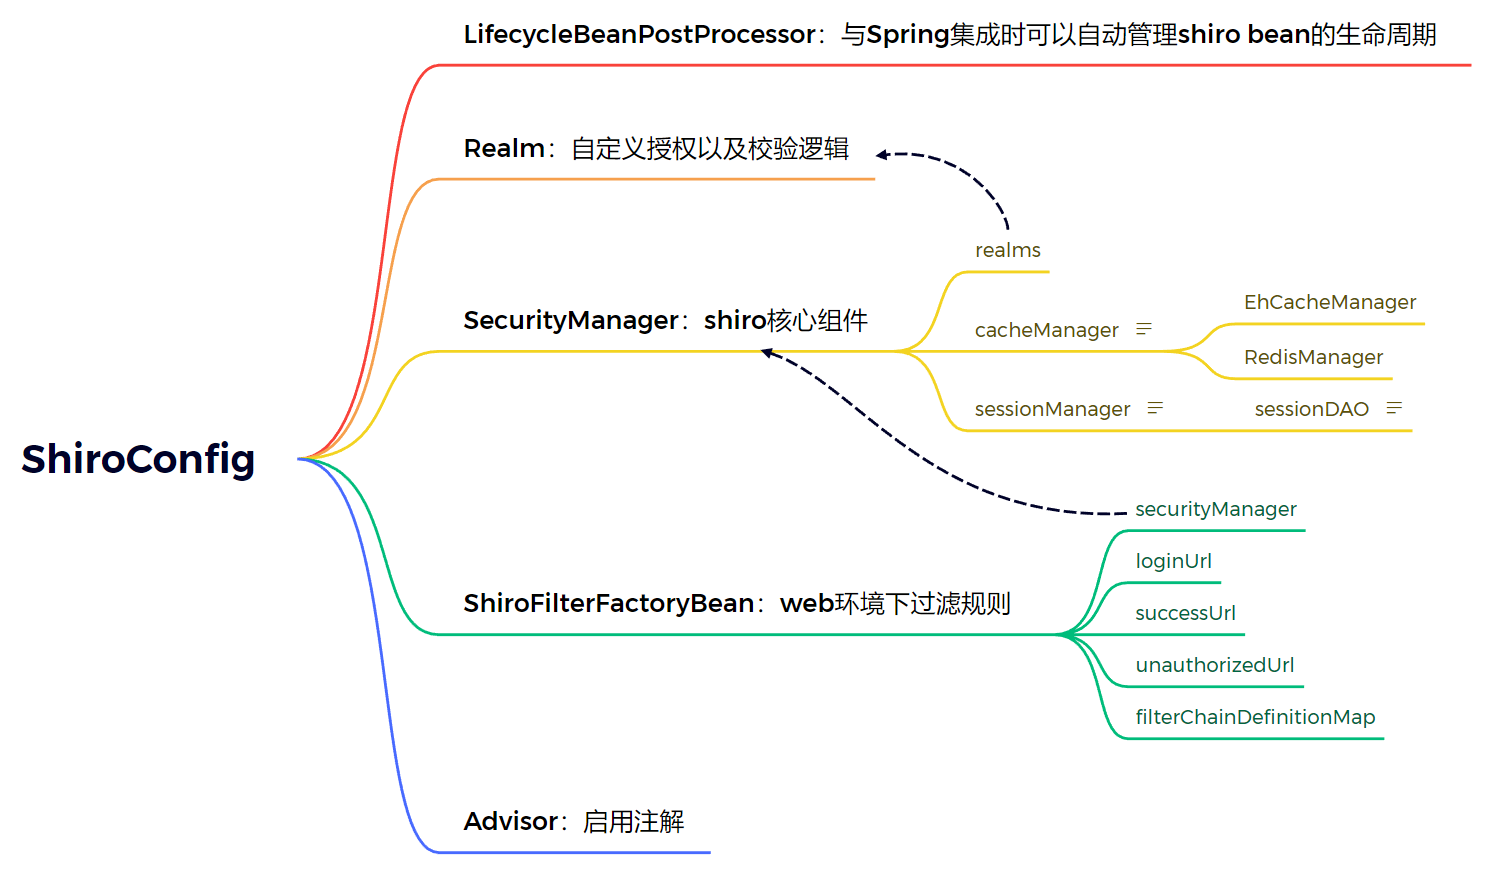 LifecycleBeanPostProcessor：与Spring集成时可以自动管理shiro bean的生命周期
Realm：自定义授权以及校验逻辑
realms
SecurityManager：shiro核心组件
cacheManager
EhCacheManager
RedisManager
sessionManager
sessionDAO
ShiroConfig
securityManager
loginUrl
ShiroFilterFactoryBean：web环境下过滤规则
successUrl
unauthorizedUrl
filterChainDefinitionMap
Advisor：启用注解